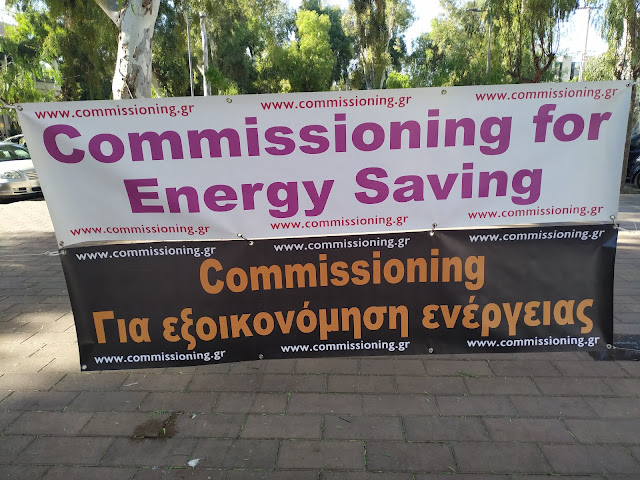 www.commissioning.gr www.commissioning.gr www.commissioning.gr
Commissioning for
Energy Saving
www.commissioning.gr www.commissioning.gr www.commissioning.gr
www.commissioning.gr www.commissioning.gr www.commissioning.gr
Commissioning
Για εξοικονόμηση ενέργειας
www.commissioning.gr www.commissioning.gr www.commissioning.gr